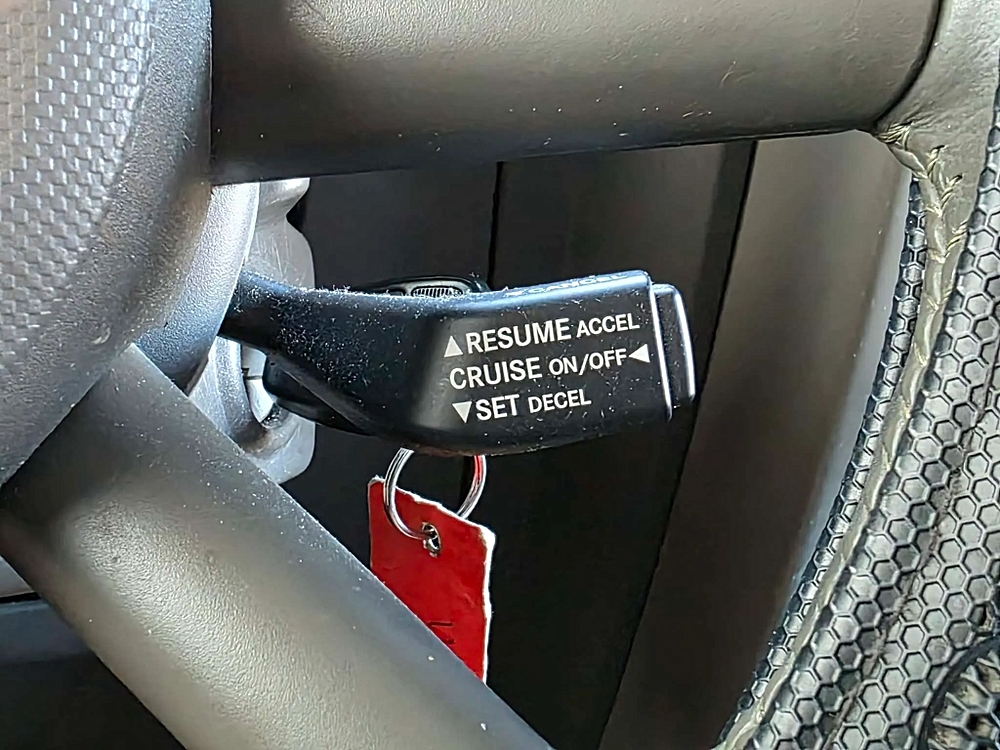 ▲RESUME ACCEL
CRUISE ON/OFF◀
▼SET DECEL